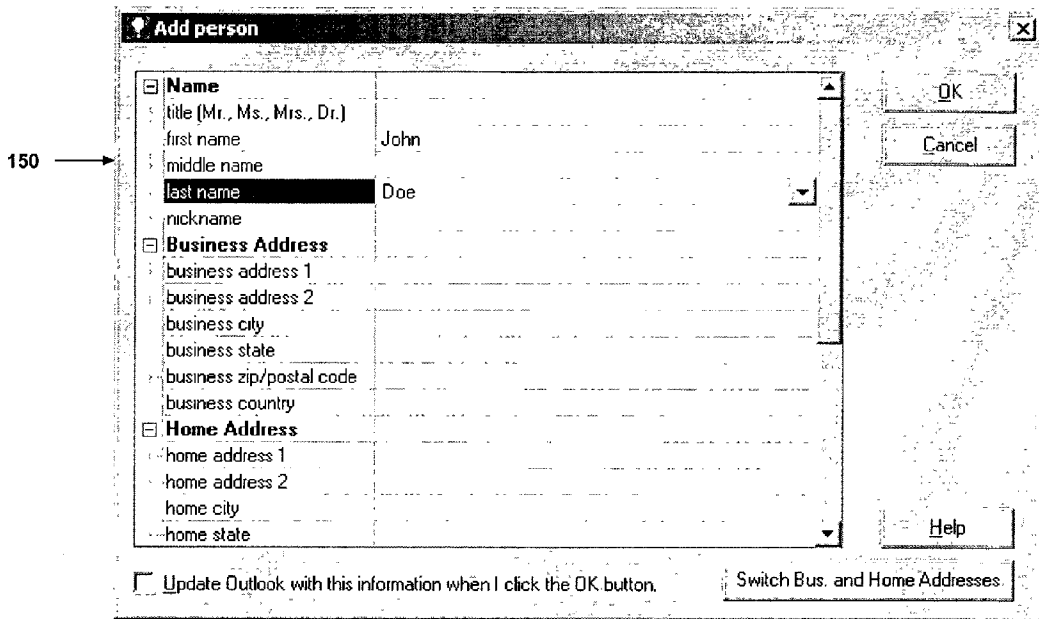 Add person
Name
title (Mr., Ms., Mrs., Dr.)
first name John
middle name
last name Doe
nickname
Business Address
business address 1
business address 2
business city
business state
business zip/postal code
business country
Home Address
home address 1
home address 2
home city
home state
OK
Cancel
150
Help
Update Outlook with this information when I click the OK button.
Switch Bus. and Home Addresses